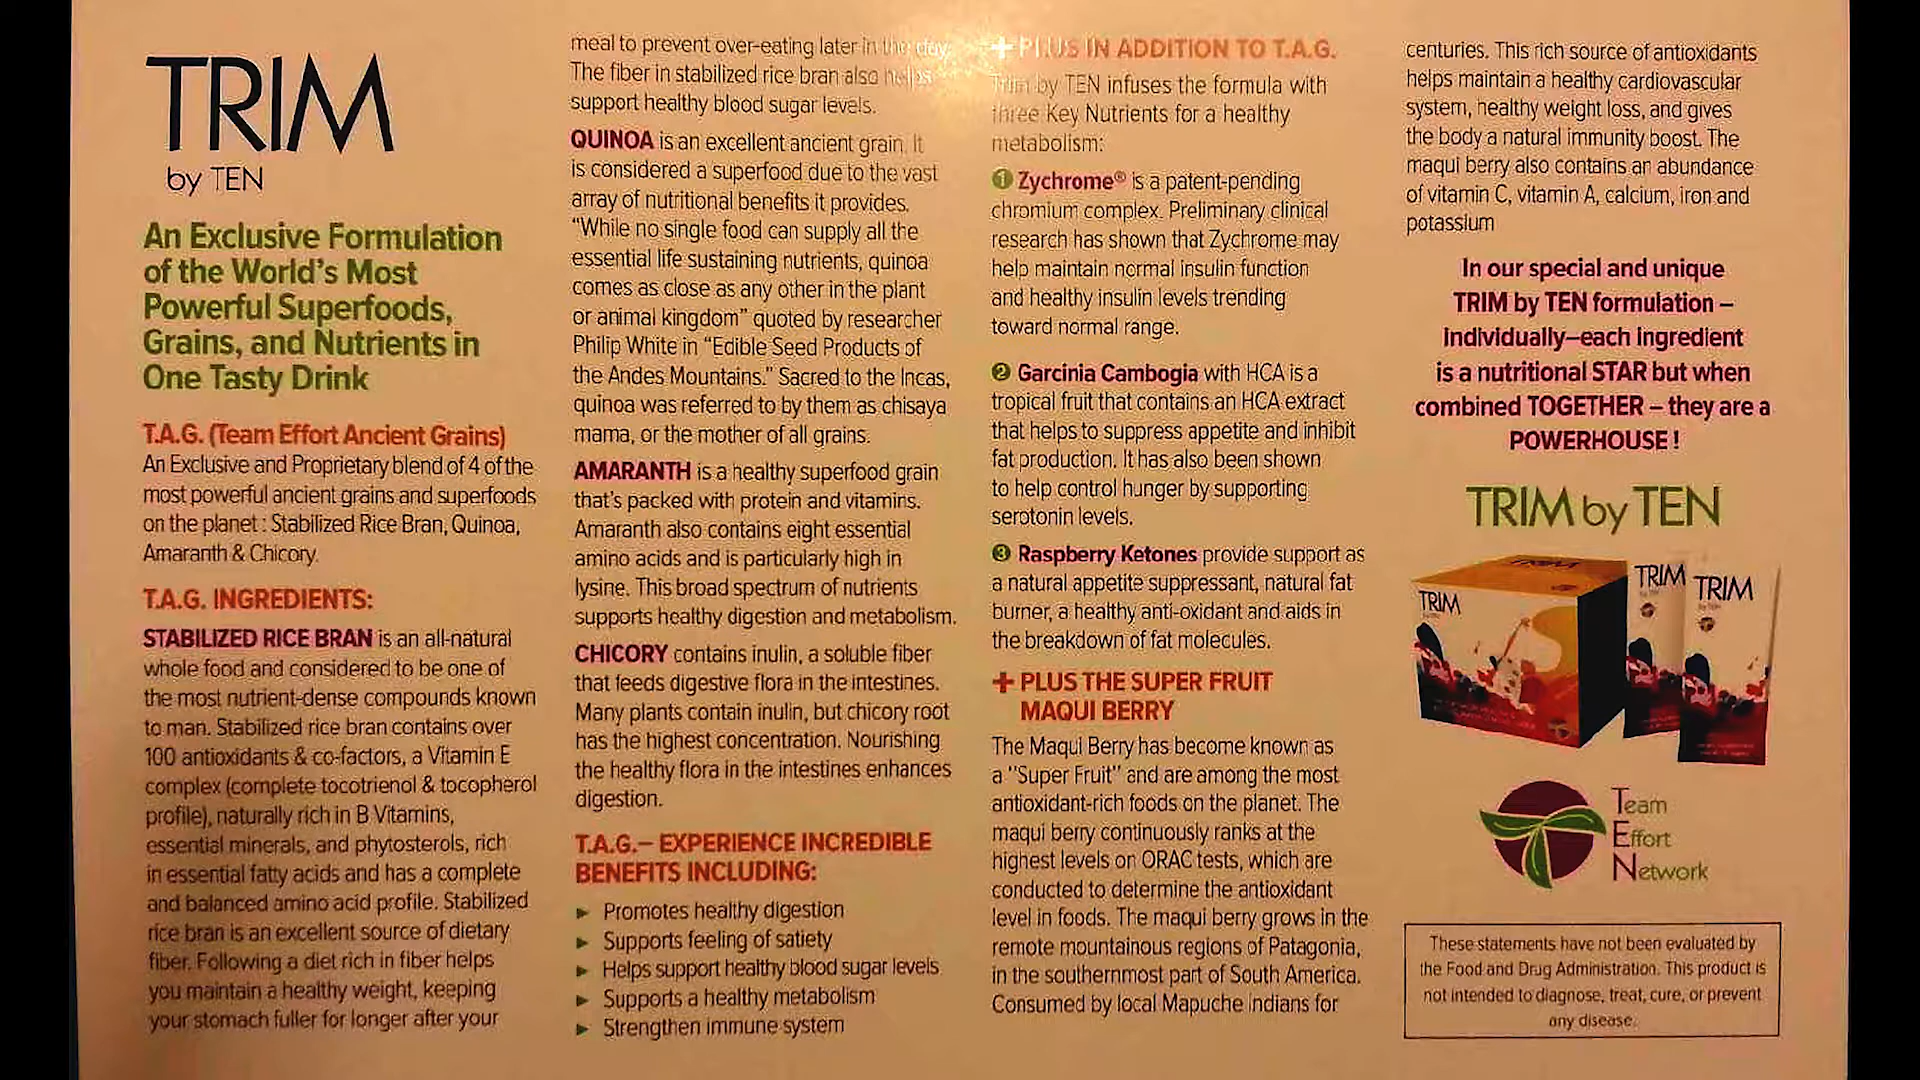 TRIM
by TEN
An Exclusive Formulation
of the World's Most
Powerful Superfoods,
Grains, and Nutrients in
One Tasty Drink
T.A.G. (Team Effort Ancient Grains)
An Exclusive and Proprietary blend of 4 of the
most powerful ancient grains and superfoods
on the planet : Stabilized Rice Bran, Quinoa,
Amaranth & Chicory.
T.A.G. INGREDIENTS:
STABILIZED RICE BRAN is an all-natural
whole food and considered to be one of
the most nutrient-dense compounds known
to man. Stabilized rice bran contains over
100 antioxidants & co-factors, a Vitamin E
complex (complete tocotrienol & tocopherol
profile), naturally rich in B Vitamins,
essential minerals, and phytosterols, rich
in essential fatty acids and has a complete
and balanced amino acid profile. Stabilized
rice bran is an excellent source of dietary
fiber. Following a diet rich in fiber helps
you maintain a healthy weight, keeping
your stomach fuller for longer after your
meal to prevent over-eating later in the day.
The fiber in stabilized rice bran also helps
support healthy blood sugar levels.
QUINOA is an excellent ancient grain. It
is considered a superfood due to the vast
array of nutritional benefits it provides.
"While no single food can supply all the
essential life sustaining nutrients, quinoa
comes as close as any other in the plant
or animal kingdom" quoted by researcher
Philip White in "Edible Seed Products of
the Andes Mountains." Sacred to the Incas,
quinoa was referred to by them as chisaya
mama, or the mother of all grains.
AMARANTH is a healthy superfood grain
that's packed with protein and vitamins.
Amaranth also contains eight essential
amino acids and is particularly high in
lysine. This broad spectrum of nutrients
supports healthy digestion and metabolism.
CHICORY contains inulin, a soluble fiber
that feeds digestive flora in the intestines.
Many plants contain inulin, but chicory root
has the highest concentration. Nourishing
the healthy flora in the intestines enhances
digestion.
T.A.G.– EXPERIENCE INCREDIBLE
BENEFITS INCLUDING:
► Promotes healthy digestion
► Supports feeling of satiety
► Helps support healthy blood sugar levels
► Supports a healthy metabolism
► Strengthen immune system
+ PLUS IN ADDITION TO T.A.G.
Trim by TEN infuses the formula with
three Key Nutrients for a healthy
metabolism:
❶ Zychrome® is a patent-pending
chromium complex. Preliminary clinical
research has shown that Zychrome may
help maintain normal insulin function
and healthy insulin levels trending
toward normal range.
❷ Garcinia Cambogia with HCA is a
tropical fruit that contains an HCA extract
that helps to suppress appetite and inhibit
fat production. It has also been shown
to help control hunger by supporting
serotonin levels.
❸ Raspberry Ketones provide support as
a natural appetite suppressant, natural fat
burner, a healthy anti-oxidant and aids in
the breakdown of fat molecules.
+ PLUS THE SUPER FRUIT
MAQUI BERRY
The Maqui Berry has become known as
a "Super Fruit" and are among the most
antioxidant-rich foods on the planet. The
maqui berry continuously ranks at the
highest levels on ORAC tests, which are
conducted to determine the antioxidant
level in foods. The maqui berry grows in the
remote mountainous regions of Patagonia,
in the southernmost part of South America.
Consumed by local Mapuche Indians for
centuries. This rich source of antioxidants
helps maintain a healthy cardiovascular
system, healthy weight loss, and gives
the body a natural immunity boost. The
maqui berry also contains an abundance
of vitamin C, vitamin A, calcium, iron and
potassium
In our special and unique
TRIM by TEN formulation –
individually–each ingredient
is a nutritional STAR but when
combined TOGETHER – they are a
POWERHOUSE !
TRIM by TEN
TRIM
TRIM
TRIM
TRIM
Team
Effort
Network
These statements have not been evaluated by
the Food and Drug Administration. This product is
not intended to diagnose, treat, cure, or prevent
any disease.